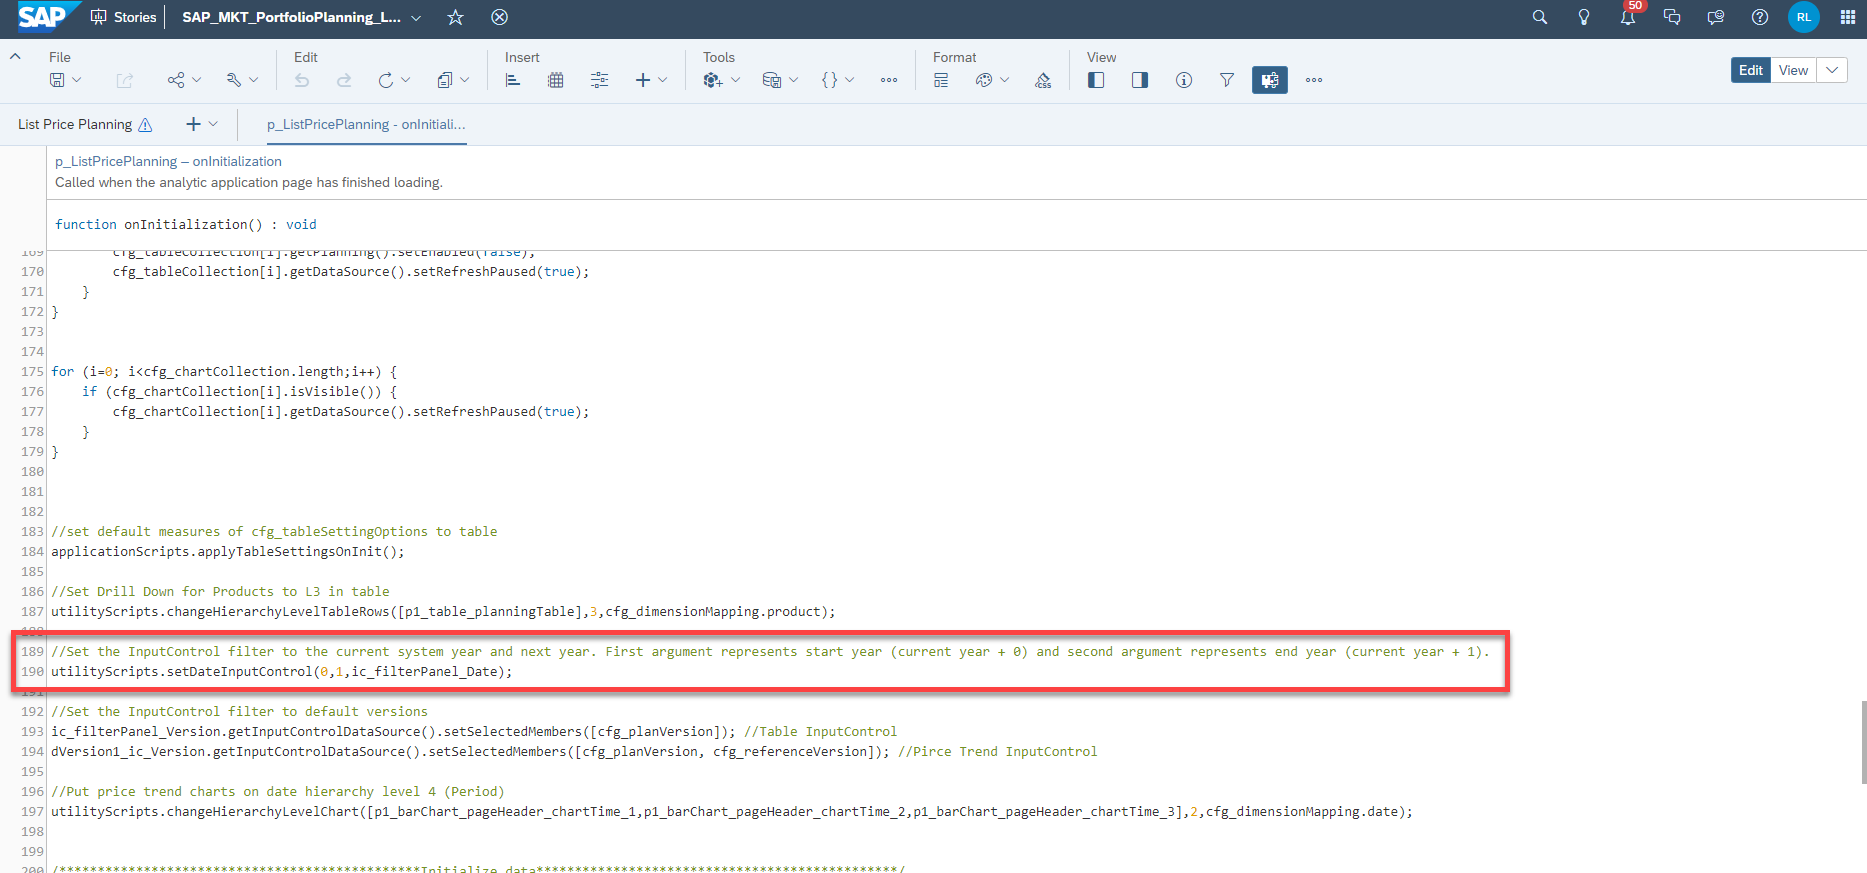 SAP Stories SAP_MKT_PortfolioPlanning_L... 50 RL
File Edit Insert Tools Format View
CSS
Edit View
List Price Planning p_ListPricePlanning - onInitiali...
p_ListPricePlanning – onInitialization
Called when the analytic application page has finished loading.
function onInitialization() : void
169 cfg_tableCollection[i].getPlanning().setEnabled(false);
170 cfg_tableCollection[i].getDataSource().setRefreshPaused(true);
171 }
172 }
173
174
175 for (i=0; i<cfg_chartCollection.length;i++) {
176 if (cfg_chartCollection[i].isVisible()) {
177 cfg_chartCollection[i].getDataSource().setRefreshPaused(true);
178 }
179 }
180
181
182
183 //set default measures of cfg_tableSettingOptions to table
184 applicationScripts.applyTableSettingsOnInit();
185
186 //Set Drill Down for Products to L3 in table
187 utilityScripts.changeHierarchyLevelTableRows([p1_table_planningTable],3,cfg_dimensionMapping.product);
188
189 //Set the InputControl filter to the current system year and next year. First argument represents start year (current year + 0) and second argument represents end year (current year + 1).
190 utilityScripts.setDateInputControl(0,1,ic_filterPanel_Date);
191
192 //Set the InputControl filter to default versions
193 ic_filterPanel_Version.getInputControlDataSource().setSelectedMembers([cfg_planVersion]); //Table InputControl
194 dVersion1_ic_Version.getInputControlDataSource().setSelectedMembers([cfg_planVersion, cfg_referenceVersion]); //Pirce Trend InputControl
195
196 //Put price trend charts on date hierarchy level 4 (Period)
197 utilityScripts.changeHierarchyLevelChart([p1_barChart_pageHeader_chartTime_1,p1_barChart_pageHeader_chartTime_2,p1_barChart_pageHeader_chartTime_3],2,cfg_dimensionMapping.date);
198
199
200 /***********************************************Initialize data***********************************************/